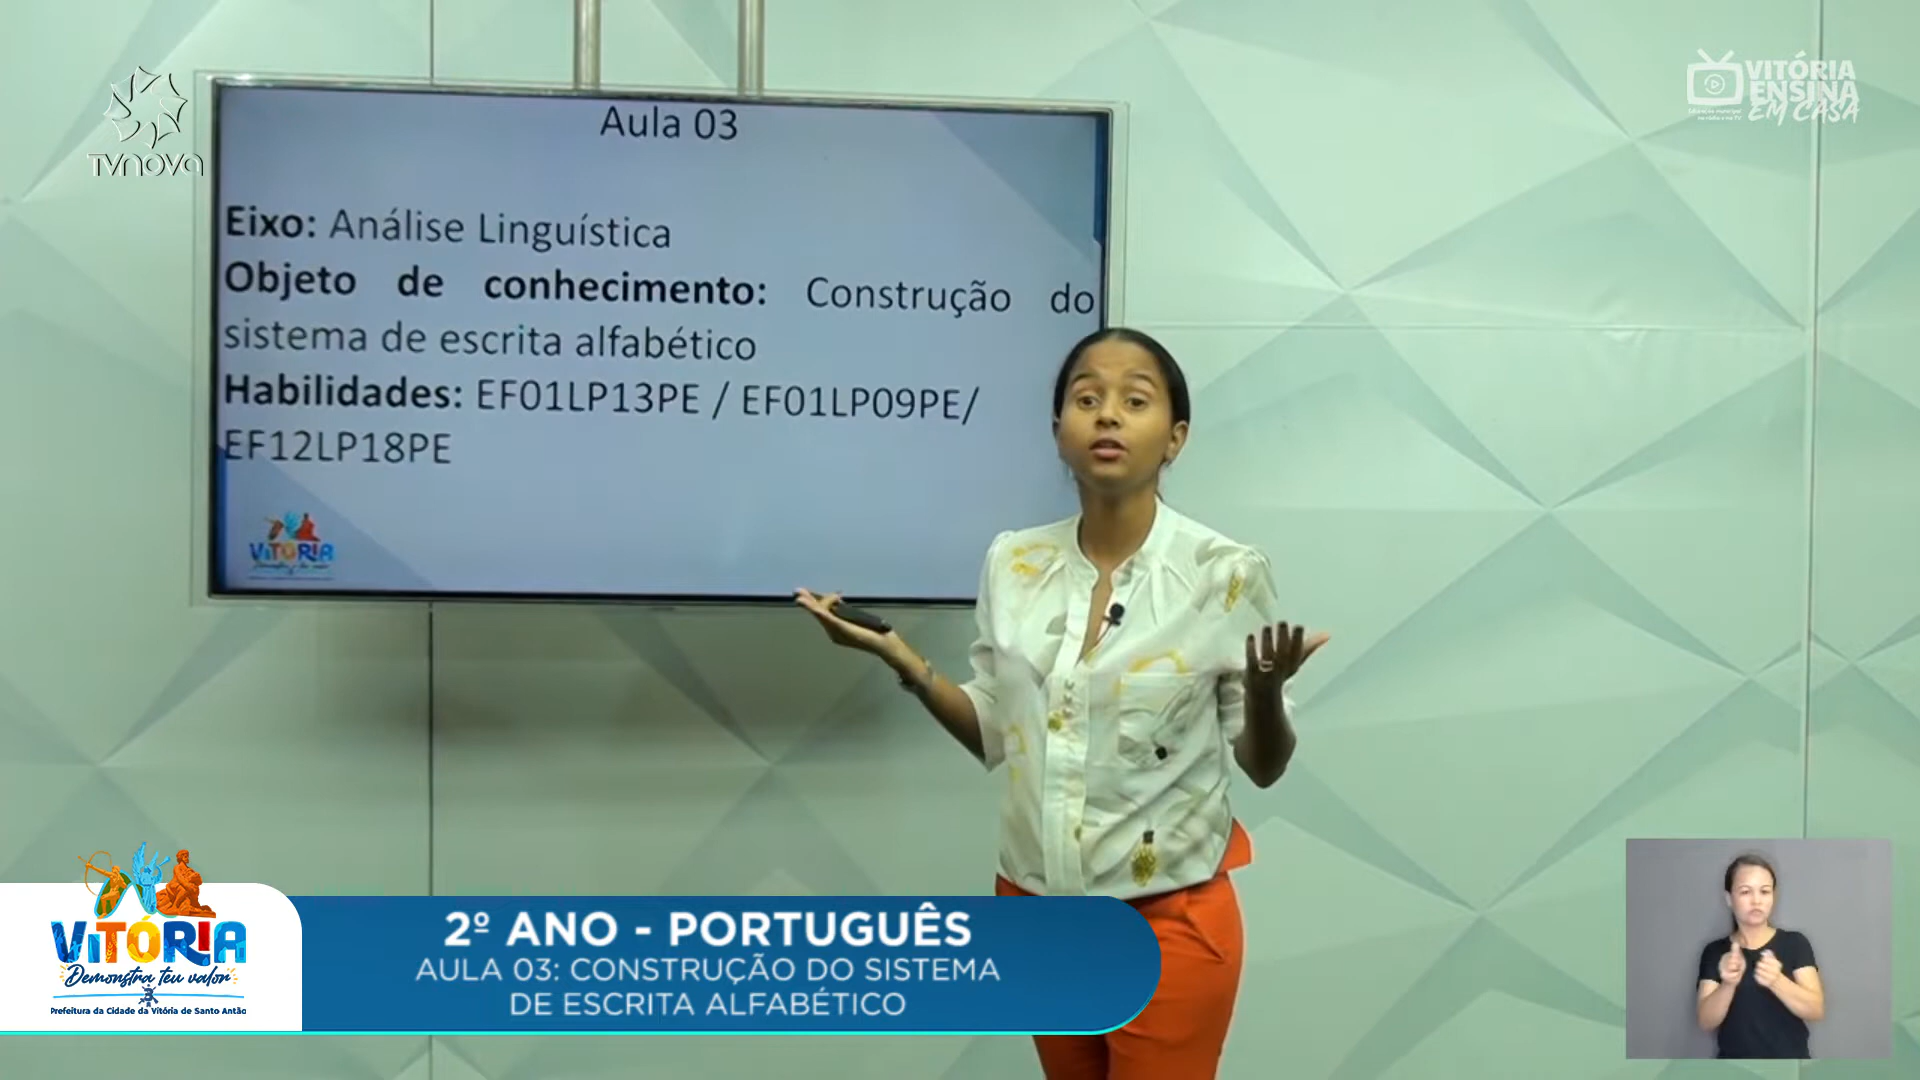 TVNOVA
VITÓRIA
ENSINA
EM CASA
Aula 03
Eixo: Análise Linguística
Objeto de conhecimento: Construção do
sistema de escrita alfabético
Habilidades: EF01LP13PE / EF01LP09PE/
EF12LP18PE
VITÓRIA
VITÓRIA
Demonstra teu valor
Prefeitura da Cidade da Vitória de Santo Antão
2º ANO - PORTUGUÊS
AULA 03: CONSTRUÇÃO DO SISTEMA
DE ESCRITA ALFABÉTICO